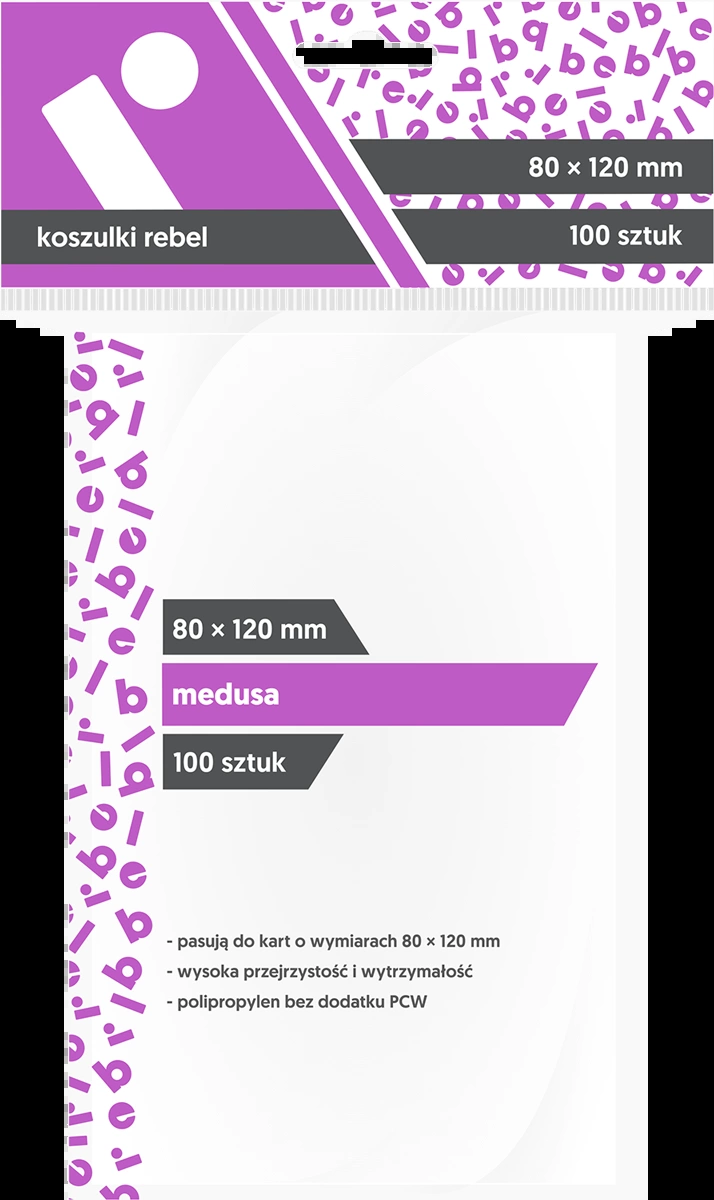 80 × 120 mm
koszulki rebel
100 sztuk
80 × 120 mm
medusa
100 sztuk
- pasują do kart o wymiarach 80 × 120 mm
- wysoka przejrzystość i wytrzymałość
- polipropylen bez dodatku PCW